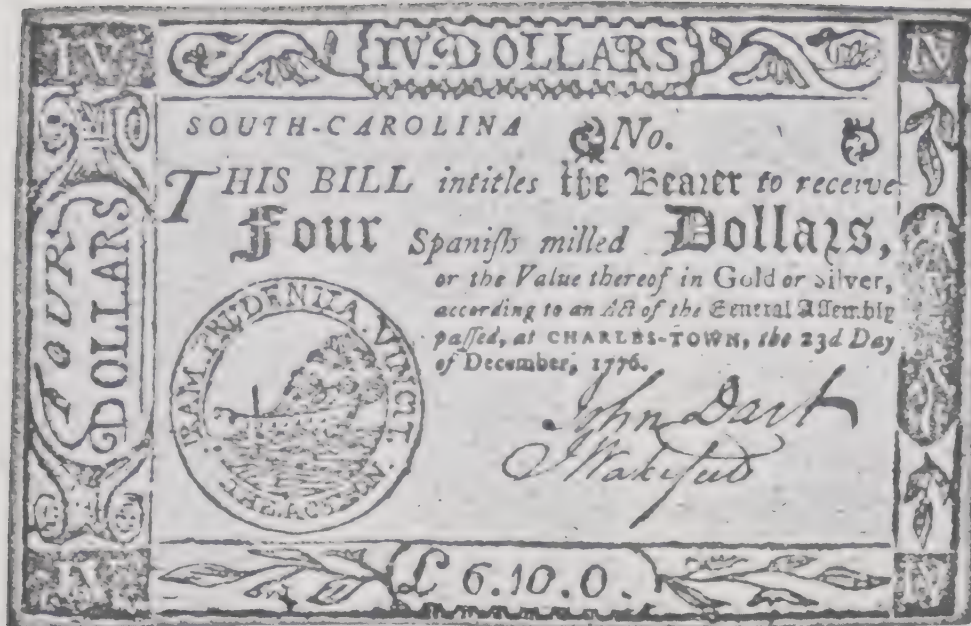 IV
IV DOLLARS
IV
SOUTH-CAROLINA No.
THIS BILL intitles the Bearer to receive
Four Spaniſh milled Dollars,
or the Value thereof in Gold or Silver,
according to an Act of the General Aſſembly
paſſed, at CHARLES-TOWN, the 23d Day
of December, 1776.
FOUR
DOLLARS
PRUDENTIA. VINCIT.
John Dart
J Wakefield
IV
£ 6.10.0.
IV